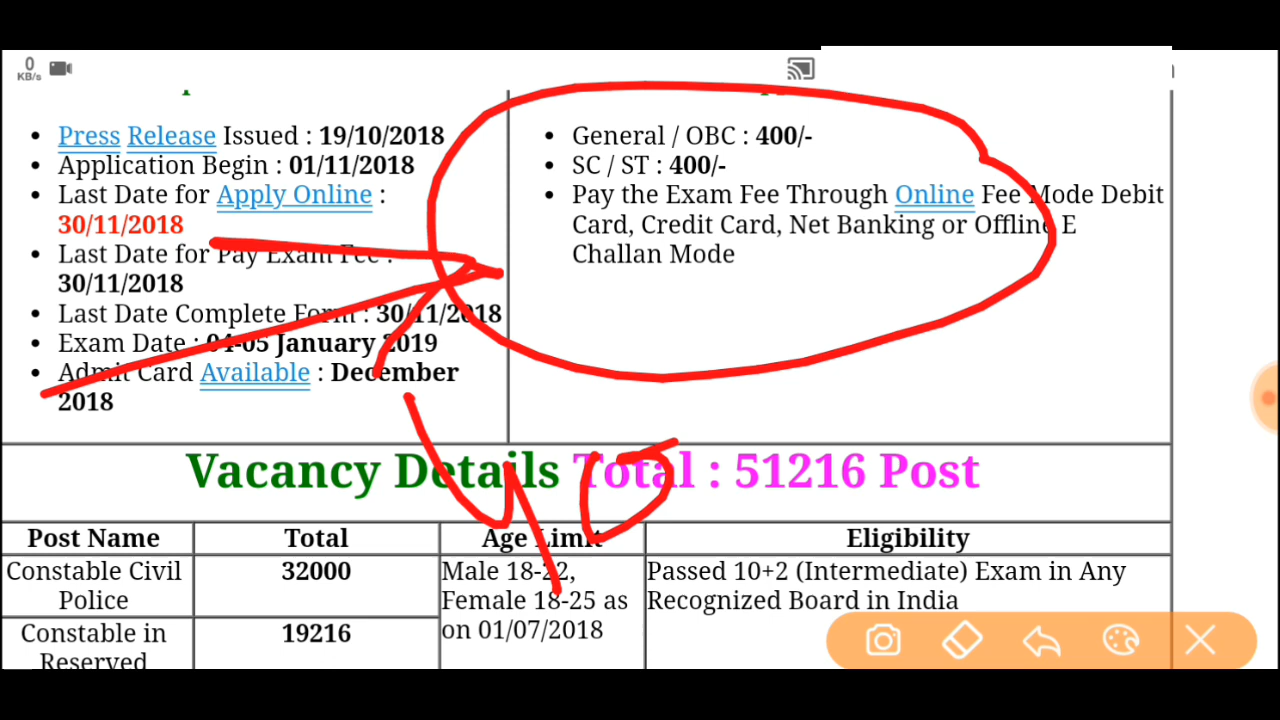 0
KB/s
Press Release Issued : 19/10/2018
Application Begin : 01/11/2018
Last Date for Apply Online :
30/11/2018
Last Date for Pay Exam Fee :
30/11/2018
Last Date Complete Form : 30/11/2018
Exam Date : 04-05 January 2019
Admit Card Available : December
2018
General / OBC : 400/-
SC / ST : 400/-
Pay the Exam Fee Through Online Fee Mode Debit
Card, Credit Card, Net Banking or Offline E
Challan Mode
Vacancy Details Total : 51216 Post
Post Name Total Age Limit Eligibility
Constable Civil
Police
32000
Male 18-22,
Female 18-25 as
on 01/07/2018
Passed 10+2 (Intermediate) Exam in Any
Recognized Board in India
Constable in
Reserved
19216